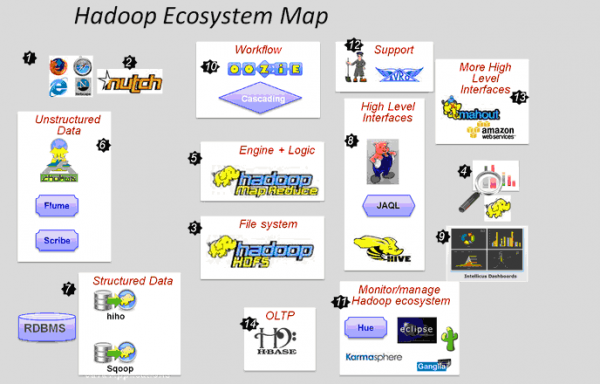 Hadoop Ecosystem Map
1
2
nutch
Workflow
10
OOZIE
Cascading
12
Support
AVRO
More High
Level
Interfaces
13
mahout
amazon
webservices
Unstructured
Data
6
chukwa
Flume
Scribe
5
Engine + Logic
hadoop
Map Reduce
High Level
Interfaces
8
JAQL
HIVE
4
3
File system
hadoop
HDFS
9
Intellicus Dashboards
7
Structured Data
hiho
Sqoop
RDBMS
14
OLTP
H-BASE
Monitor/manage
Hadoop ecosystem
11
Hue
eclipse
Karmasphere
Ganglia